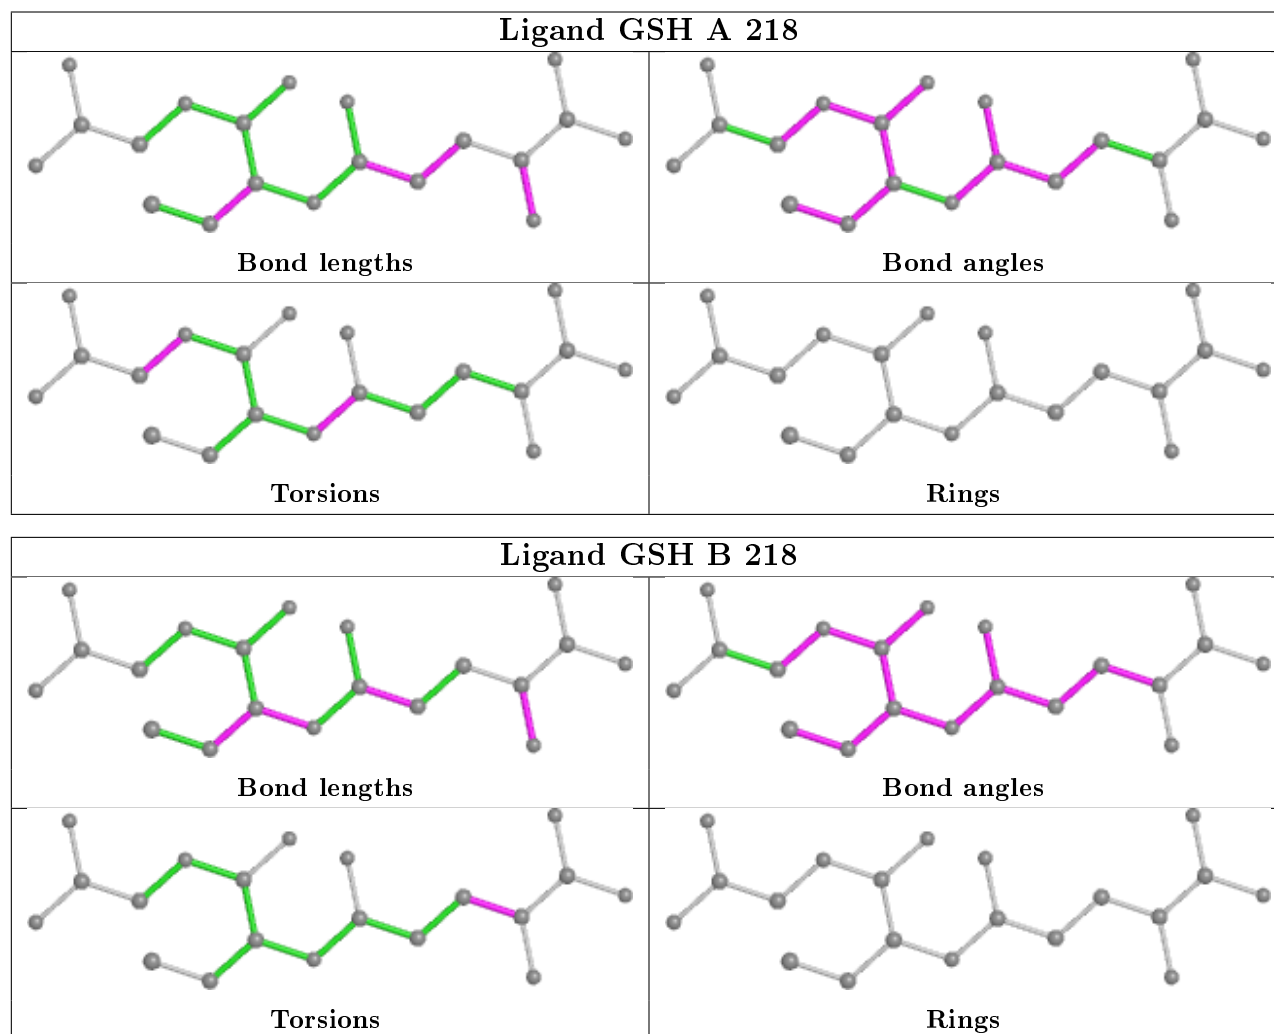 Ligand GSH A 218
Bond lengths
Bond angles
Torsions
Rings
Ligand GSH B 218
Bond lengths
Bond angles
Torsions
Rings